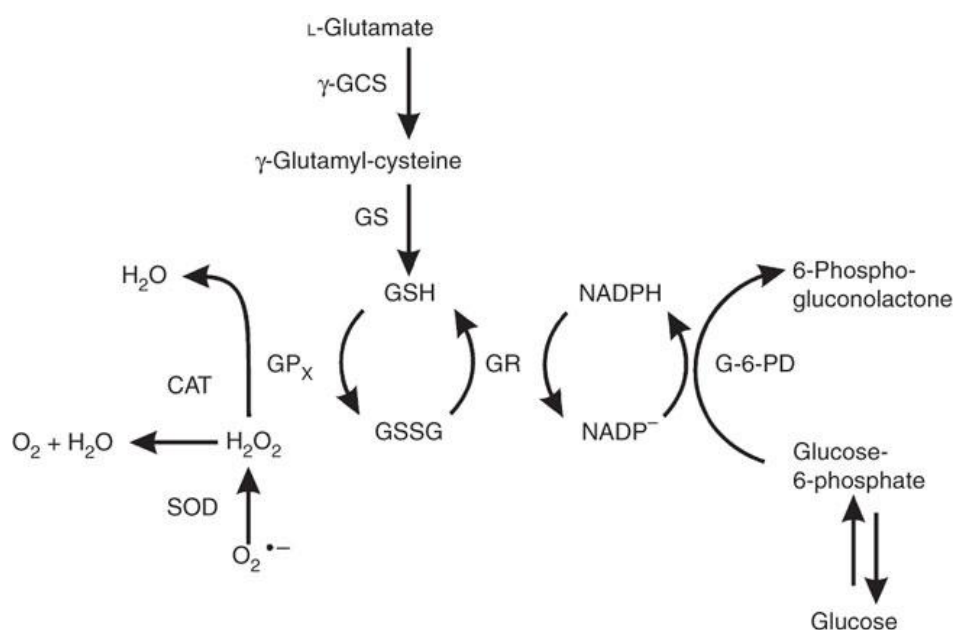 L-Glutamate
γ-GCS
γ-Glutamyl-cysteine
GS
H₂O
GSH
NADPH
6-Phospho-
gluconolactone
GPX
GR
G-6-PD
CAT
GSSG
NADP⁻
O₂ + H₂O
H₂O₂
Glucose-
6-phosphate
SOD
O₂•−
Glucose